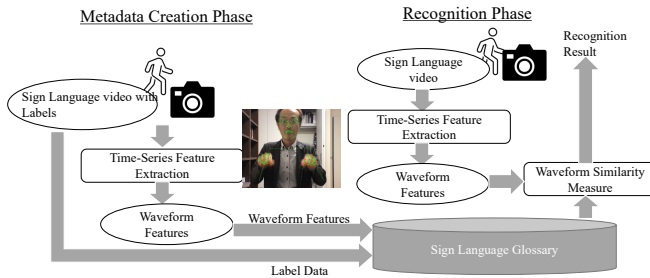 Metadata Creation Phase
Sign Language video with
Labels
Time-Series Feature
Extraction
Waveform
Features
Waveform Features
Label Data
Recognition Phase
Sign Language
video
Time-Series Feature
Extraction
Waveform
Features
Waveform Similarity
Measure
Recognition
Result
Sign Language Glossary